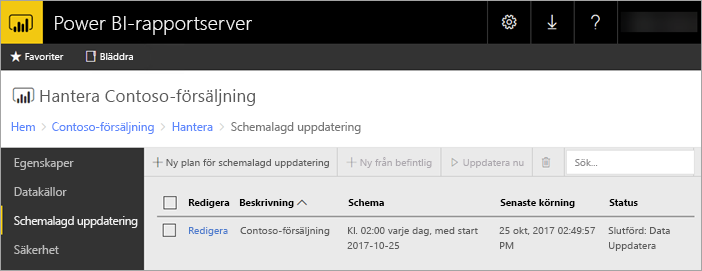 Power BI-rapportserver
?
Favoriter Bläddra
Hantera Contoso-försäljning
Hem > Contoso-försäljning > Hantera > Schemalagd uppdatering
Egenskaper
Datakällor
Schemalagd uppdatering
Säkerhet
+ Ny plan för schemalagd uppdatering + Ny från befintlig Uppdatera nu Sök...
Redigera Beskrivning Schema Senaste körning Status
Redigera Contoso-försäljning Kl. 02:00 varje dag, med start 25 okt, 2017 02:49:57 Slutförd: Data
2017-10-25 PM Uppdatera